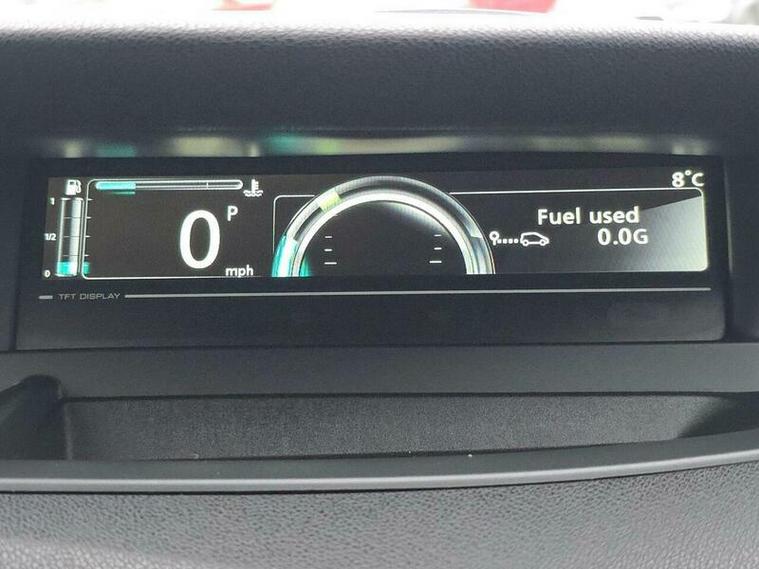 8°C
1
1/2
0
0 P
mph
Fuel used
0.0G
TFT DISPLAY